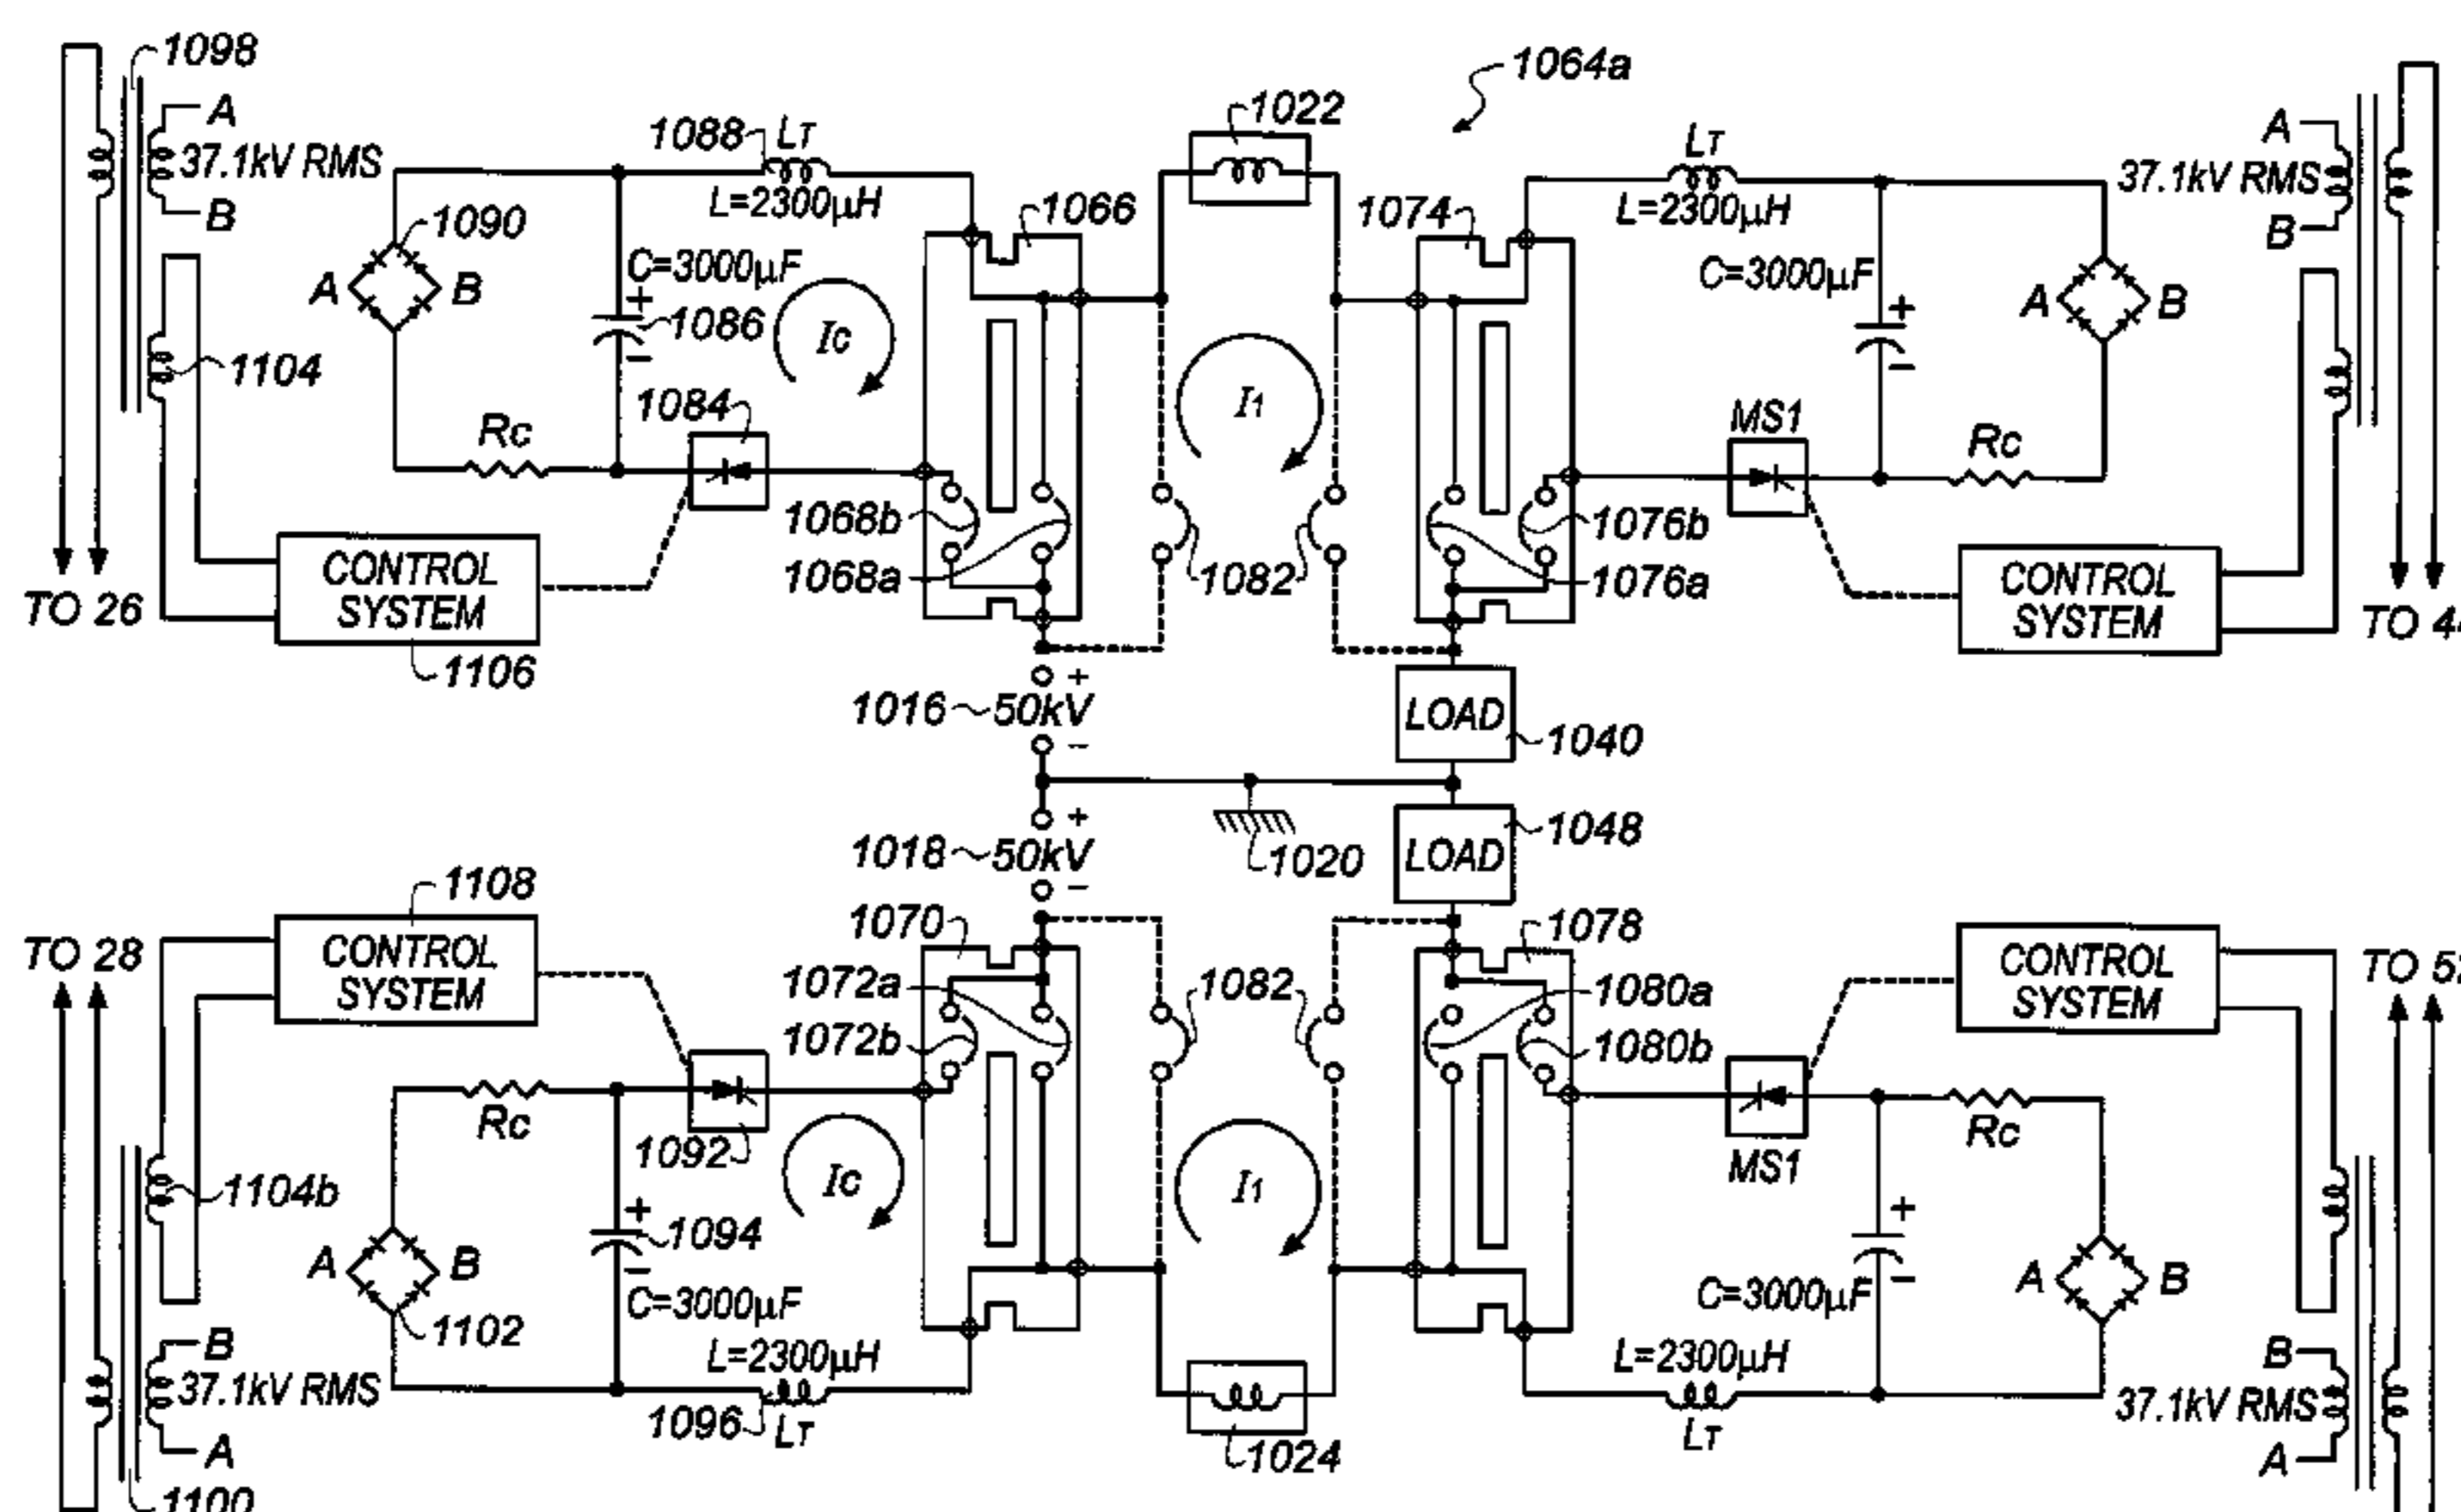 1098
A
37.1kV RMS
B
1104
TO 26
1090
A
B
Rc
CONTROL
SYSTEM
1106
1088
LT
L=2300μH
C=3000μF
+
1086
−
Ic
1084
1066
1068b
1068a
1022
1064a
I1
1082
1074
1076b
1076a
LT
L=2300μH
C=3000μF
+
−
MS1
Rc
A
B
CONTROL
SYSTEM
A
37.1kV RMS
B
+
1016
50kV
−
LOAD
1040
1020
+
1018
50kV
−
LOAD
1048
TO 28
1108
CONTROL
SYSTEM
Rc
1092
1104b
A
B
1102
+
1094
−
C=3000μF
Ic
L=2300μH
1096
LT
B
37.1kV RMS
A
1100
1070
1072a
1072b
1082
I1
1024
1078
1080a
1080b
MS1
Rc
CONTROL
SYSTEM
+
−
C=3000μF
A
B
L=2300μH
LT
B
37.1kV RMS
A
TO
TO